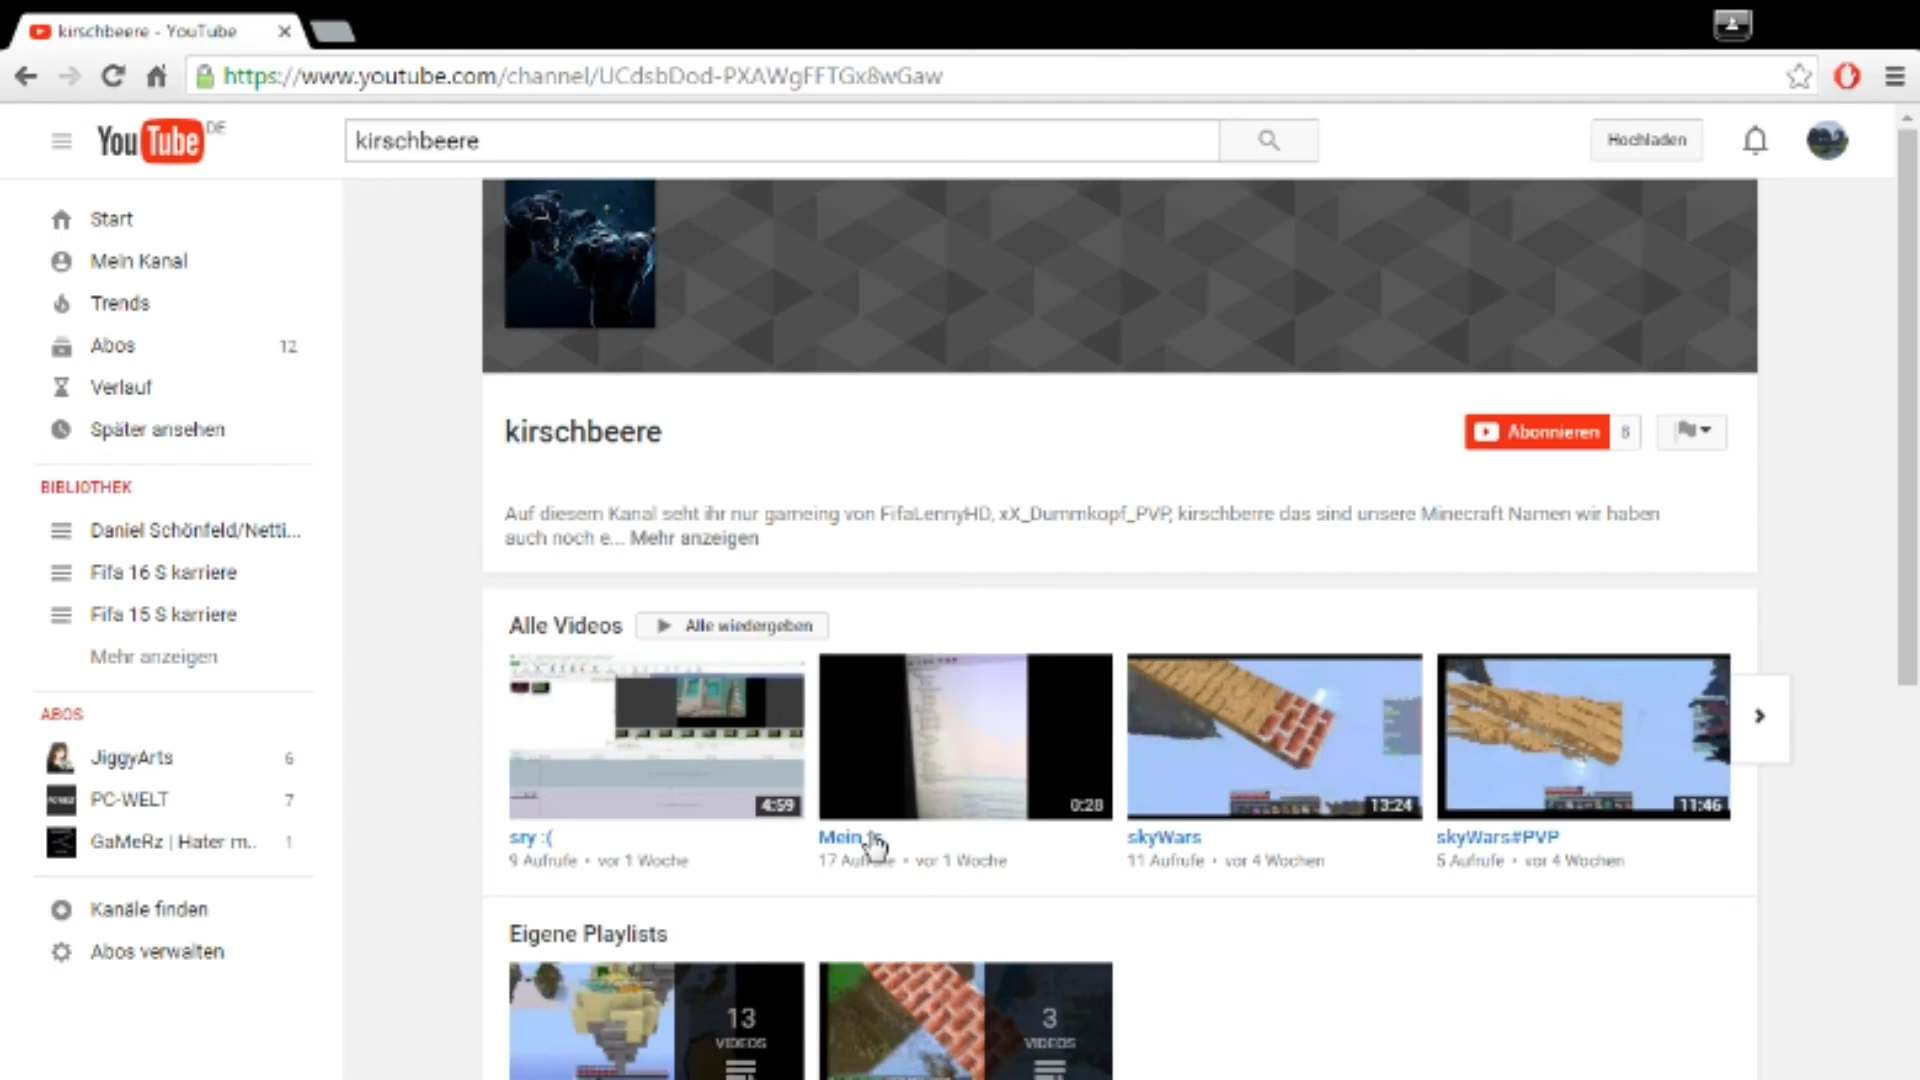 kirschbeere - YouTube
https://www.youtube.com/channel/UCdsbDod-PXAWgFFTGx8wGaw
YouTube DE
kirschbeere
Hochladen
Start
Mein Kanal
Trends
Abos 12
Verlauf
Später ansehen
BIBLIOTHEK
Daniel Schönfeld/Netti...
Fifa 16 S karriere
Fifa 15 S karriere
Mehr anzeigen
ABOS
JiggyArts 6
PC-WELT 7
GaMeRz | Hater m.. 1
Kanäle finden
Abos verwalten
kirschbeere
Abonnieren 8
Auf diesem Kanal seht ihr nur gameing von FifaLennyHD, xX_Dummkopf_PVP, kirschberre das sind unsere Minecraft Namen wir haben
auch noch e... Mehr anzeigen
Alle Videos Alle wiedergeben
4:59
0:28
13:24
11:46
sry :(
Mein
skyWars
skyWars#PVP
9 Aufrufe • vor 1 Woche
17 Aufrufe • vor 1 Woche
11 Aufrufe • vor 4 Wochen
5 Aufrufe • vor 4 Wochen
Eigene Playlists
13
VIDEOS
3
VIDEOS